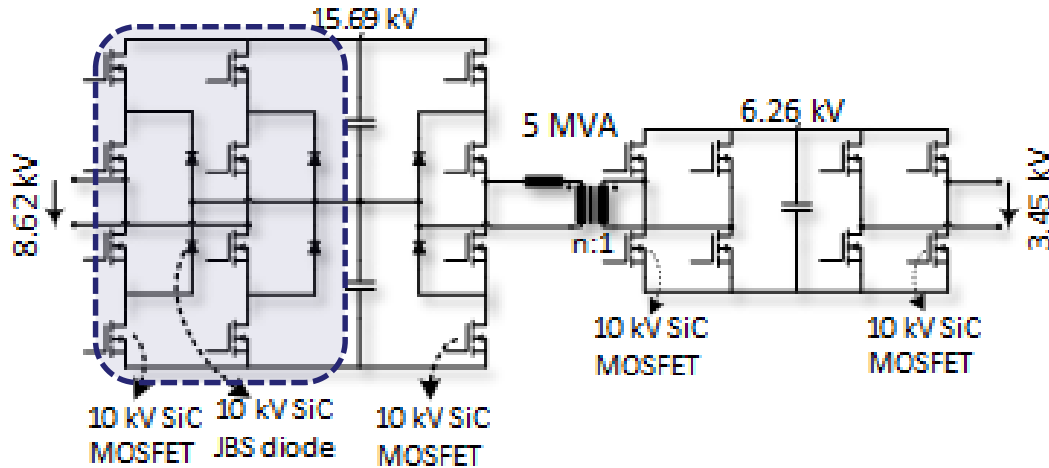 15.69 kV
5 MVA
6.26 kV
8.62 kV
3.45 kV
n:1
10 kV SiC
MOSFET
10 kV SiC
JBS diode
10 kV SiC
MOSFET
10 kV SiC
MOSFET
10 kV SiC
MOSFET